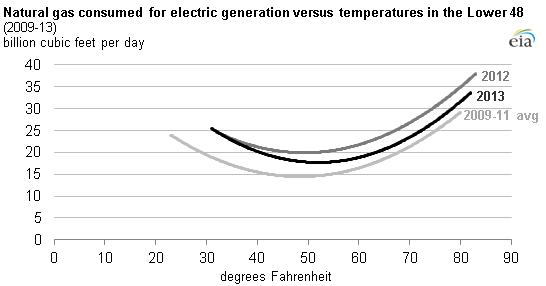 Natural gas consumed for electric generation versus temperatures in the Lower 48
(2009-13)
billion cubic feet per day
eia
40
35
30
25
20
15
10
5
0
2012
2013
2009-11 avg
0 10 20 30 40 50 60 70 80 90
degrees Fahrenheit